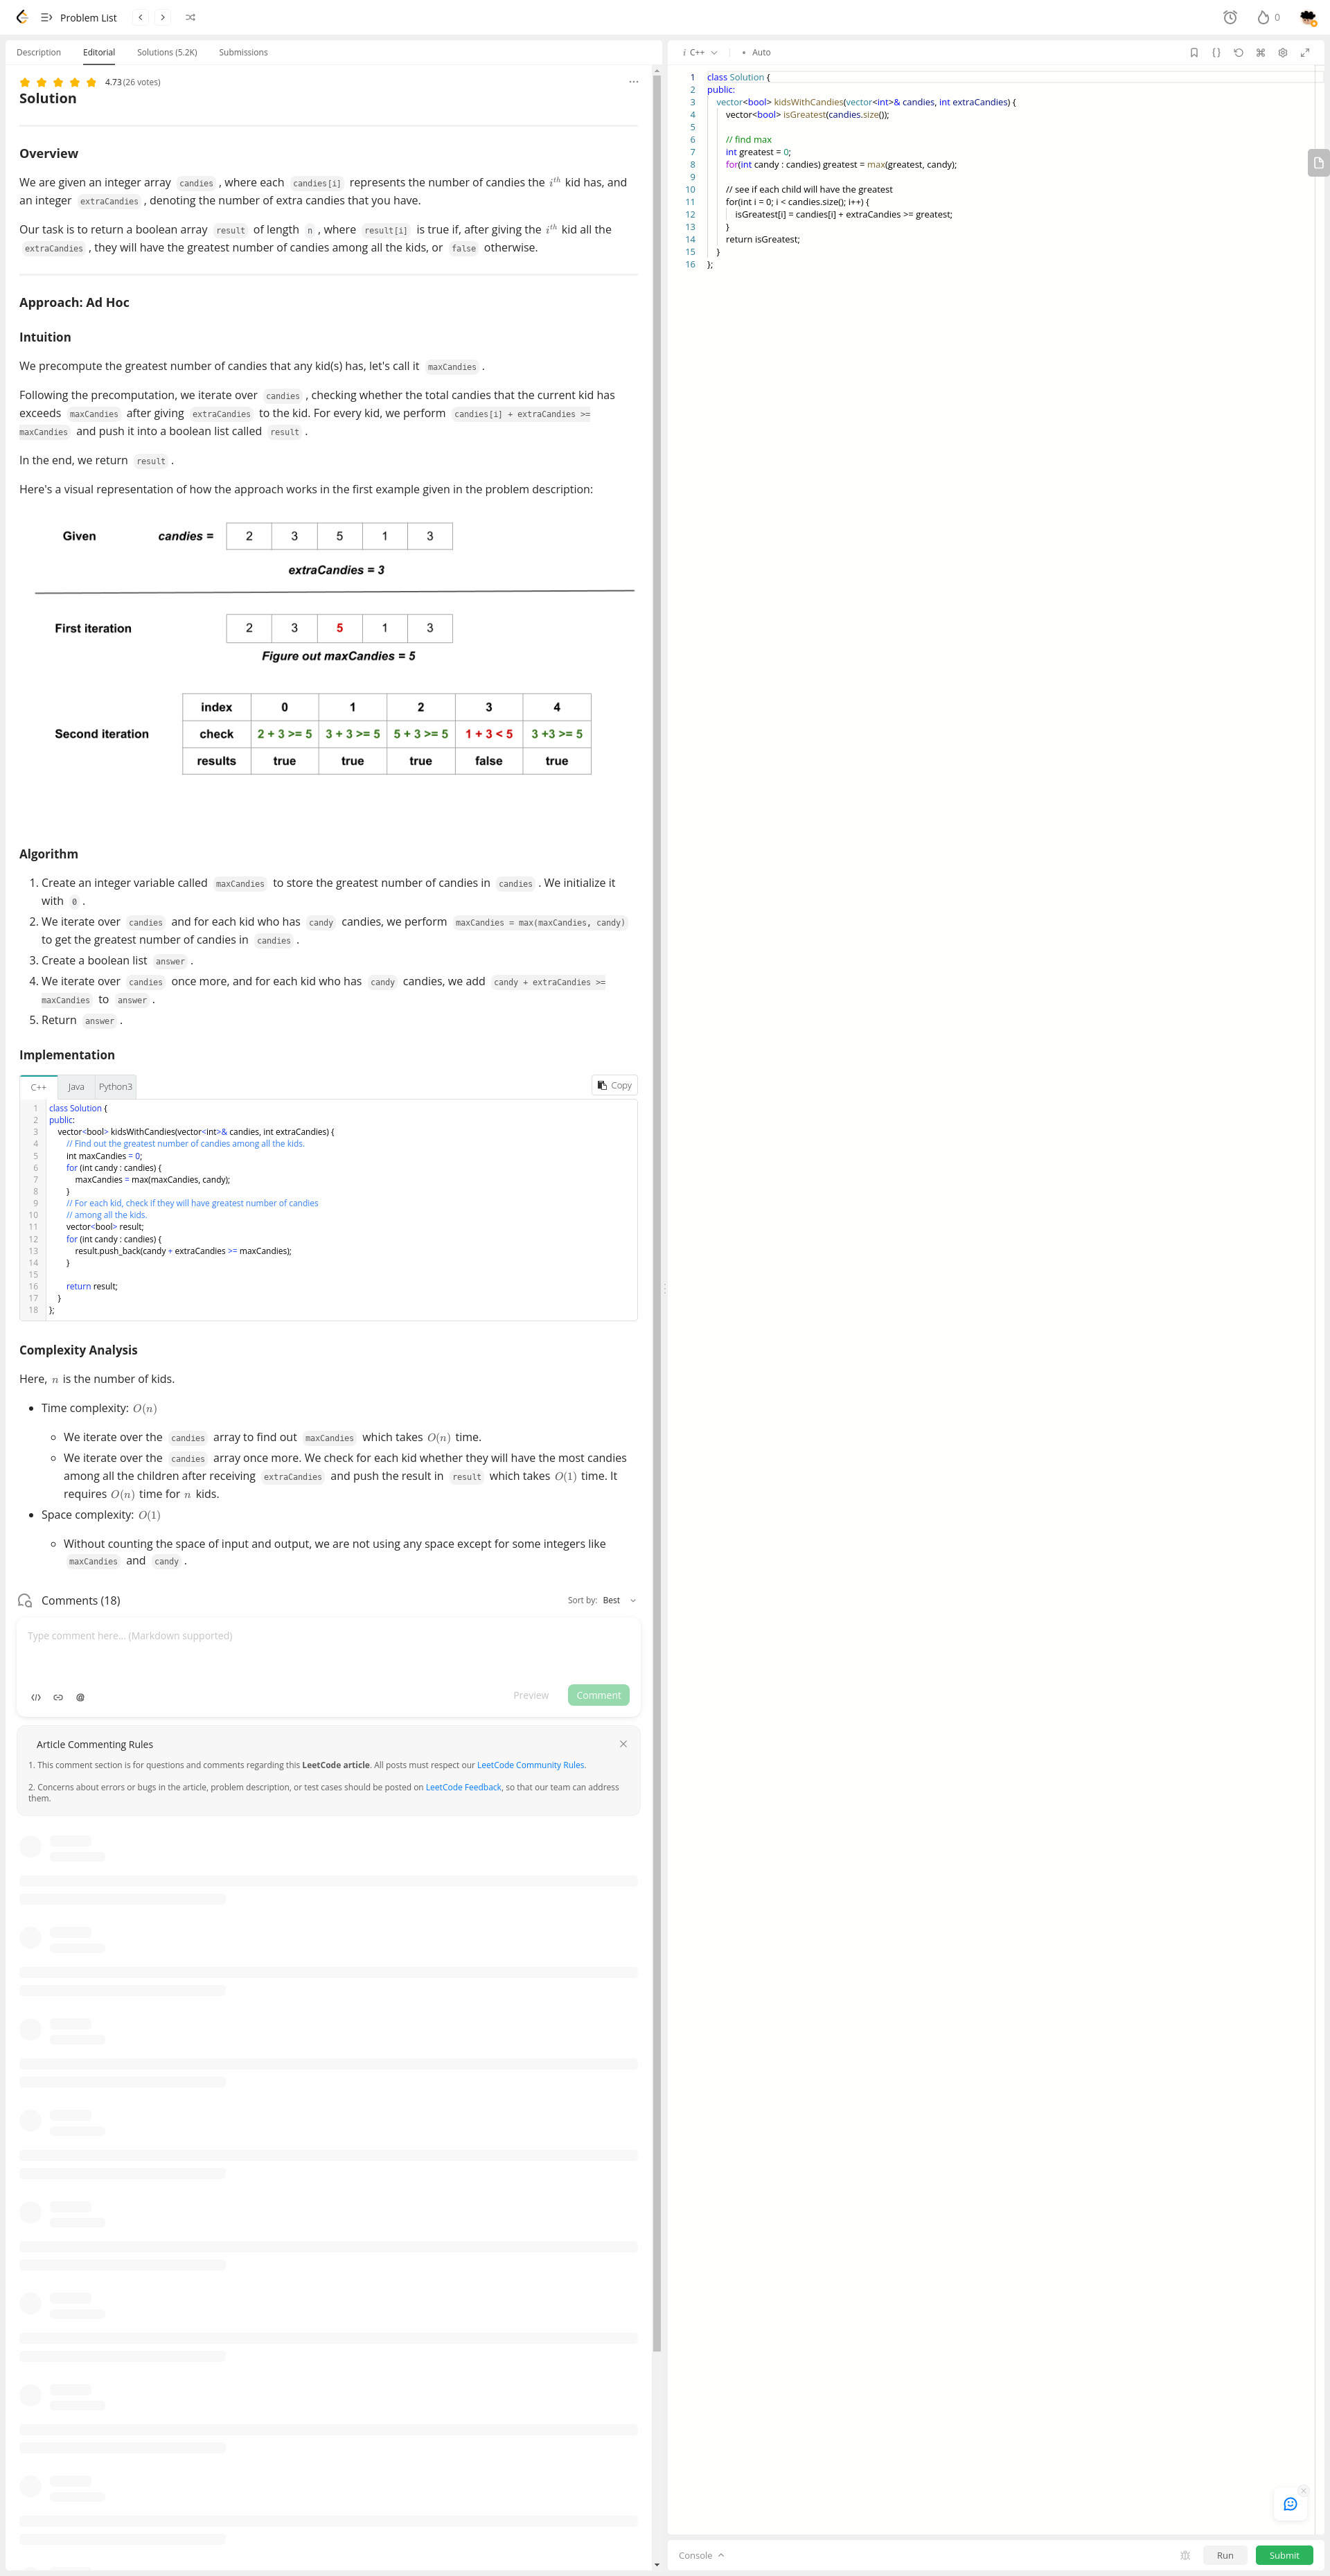 Problem List
0
Description Editorial Solutions (5.2K) Submissions
4.73 (26 votes)
Solution
Overview
We are given an integer array candies , where each candies[i] represents the number of candies the i^th kid has, and
an integer extraCandies , denoting the number of extra candies that you have.
Our task is to return a boolean array result of length n , where result[i] is true if, after giving the i^th kid all the
extraCandies , they will have the greatest number of candies among all the kids, or false otherwise.
Approach: Ad Hoc
Intuition
We precompute the greatest number of candies that any kid(s) has, let's call it maxCandies .
Following the precomputation, we iterate over candies , checking whether the total candies that the current kid has
exceeds maxCandies after giving extraCandies to the kid. For every kid, we perform candies[i] + extraCandies >=
maxCandies and push it into a boolean list called result .
In the end, we return result .
Here's a visual representation of how the approach works in the first example given in the problem description:
Given candies = 2 3 5 1 3
extraCandies = 3
First iteration 2 3 5 1 3
Figure out maxCandies = 5
index 0 1 2 3 4
Second iteration check 2 + 3 >= 5 3 + 3 >= 5 5 + 3 >= 5 1 + 3 < 5 3 +3 >= 5
results true true true false true
Algorithm
1. Create an integer variable called maxCandies to store the greatest number of candies in candies . We initialize it
with 0 .
2. We iterate over candies and for each kid who has candy candies, we perform maxCandies = max(maxCandies, candy)
to get the greatest number of candies in candies .
3. Create a boolean list answer .
4. We iterate over candies once more, and for each kid who has candy candies, we add candy + extraCandies >=
maxCandies to answer .
5. Return answer .
Implementation
C++ Java Python3 Copy
1 class Solution {
2 public:
3 vector<bool> kidsWithCandies(vector<int>& candies, int extraCandies) {
4 // Find out the greatest number of candies among all the kids.
5 int maxCandies = 0;
6 for (int candy : candies) {
7 maxCandies = max(maxCandies, candy);
8 }
9 // For each kid, check if they will have greatest number of candies
10 // among all the kids.
11 vector<bool> result;
12 for (int candy : candies) {
13 result.push_back(candy + extraCandies >= maxCandies);
14 }
15
16 return result;
17 }
18 };
Complexity Analysis
Here, n is the number of kids.
• Time complexity: O(n)
◦ We iterate over the candies array to find out maxCandies which takes O(n) time.
◦ We iterate over the candies array once more. We check for each kid whether they will have the most candies
among all the children after receiving extraCandies and push the result in result which takes O(1) time. It
requires O(n) time for n kids.
• Space complexity: O(1)
◦ Without counting the space of input and output, we are not using any space except for some integers like
maxCandies and candy .
Comments (18) Sort by: Best
Type comment here... (Markdown supported)
</> @ Preview Comment
Article Commenting Rules
1. This comment section is for questions and comments regarding this LeetCode article. All posts must respect our LeetCode Community Rules.
2. Concerns about errors or bugs in the article, problem description, or test cases should be posted on LeetCode Feedback, so that our team can address
them.
i C++ • Auto {}
1 class Solution {
2 public:
3 vector<bool> kidsWithCandies(vector<int>& candies, int extraCandies) {
4 vector<bool> isGreatest(candies.size());
5
6 // find max
7 int greatest = 0;
8 for(int candy : candies) greatest = max(greatest, candy);
9
10 // see if each child will have the greatest
11 for(int i = 0; i < candies.size(); i++) {
12 isGreatest[i] = candies[i] + extraCandies >= greatest;
13 }
14 return isGreatest;
15 }
16 };
Console Run Submit